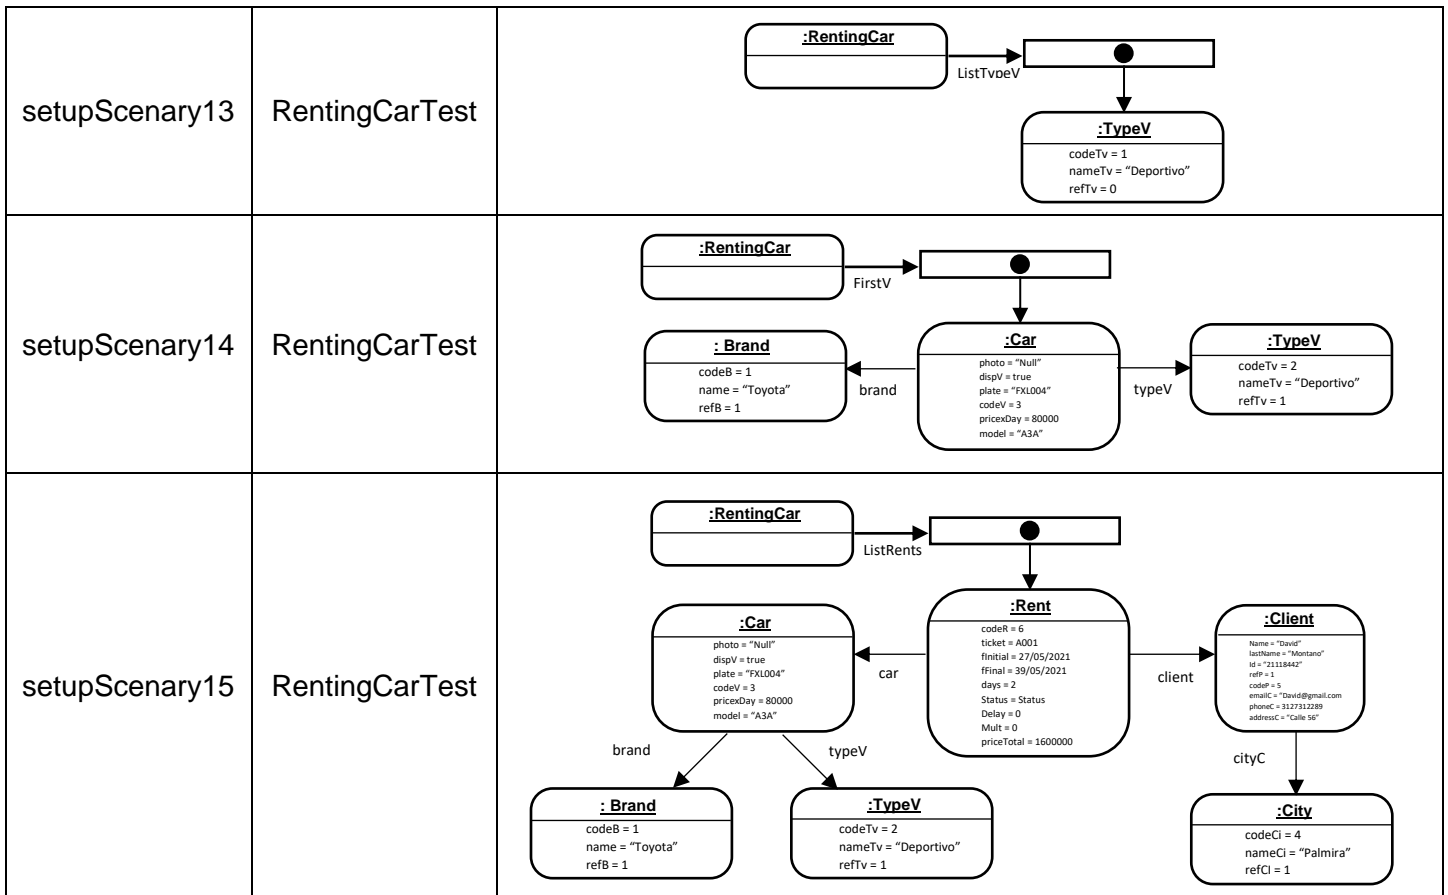 setupScenary13
RentingCarTest
:RentingCar
ListTypeV
:TypeV
codeTv = 1
nameTv = “Deportivo”
refTv = 0
setupScenary14
RentingCarTest
:RentingCar
FirstV
: Brand
codeB = 1
name = “Toyota”
refB = 1
brand
:Car
photo = “Null”
dispV = true
plate = “FXL004”
codeV = 3
pricexDay = 80000
model = “A3A”
typeV
:TypeV
codeTv = 2
nameTv = “Deportivo”
refTv = 1
setupScenary15
RentingCarTest
:RentingCar
ListRents
:Car
photo = “Null”
dispV = true
plate = “FXL004”
codeV = 3
pricexDay = 80000
model = “A3A”
car
:Rent
codeR = 6
ticket = A001
fInitial = 27/05/2021
fFinal = 39/05/2021
days = 2
Status = Status
Delay = 0
Mult = 0
priceTotal = 1600000
client
:Client
Name = “David”
lastName = “Montano”
Id = “21118442”
refP = 1
codeP = 5
emailC = “David@gmail.com
phoneC = 3127312289
addressC = “Calle 56”
brand
typeV
cityC
: Brand
codeB = 1
name = “Toyota”
refB = 1
:TypeV
codeTv = 2
nameTv = “Deportivo”
refTv = 1
:City
codeCi = 4
nameCi = “Palmira”
refCI = 1